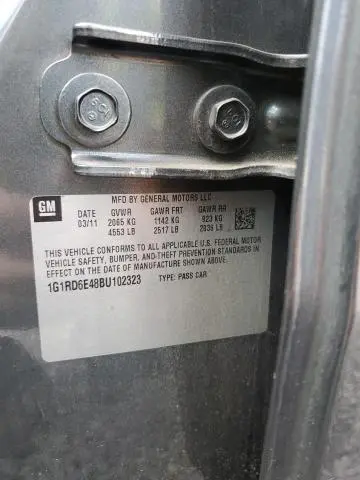 GM
MFD BY GENERAL MOTORS LLC
DATE GVWR GAWR FRT GAWR RR
03/11 2065 KG 1142 KG 923 KG
4553 LB 2517 LB 2036 LB
THIS VEHICLE CONFORMS TO ALL APPLICABLE U.S. FEDERAL MOTOR
VEHICLE SAFETY, BUMPER, AND THEFT PREVENTION STANDARDS IN
EFFECT ON THE DATE OF MANUFACTURE SHOWN ABOVE.
1G1RD6E48BU102323 TYPE: PASS CAR